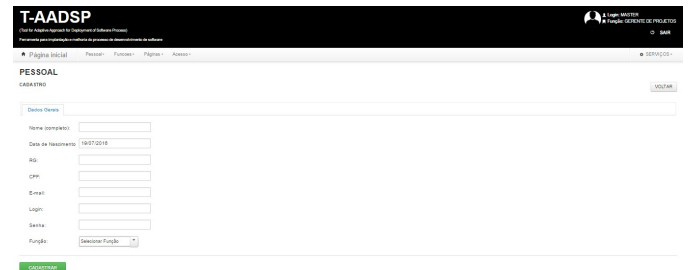 T-AADSP
(Tool for Adaptive Approach for Deployment of Software Process)
Ferramenta para implantação e melhoria do processo de desenvolvimento de software
Login: MASTER
Função: GERENTE DE PROJETOS
SAIR
Página inicial Pessoal Funcoes Páginas Acesso SERVIÇOS
PESSOAL
CADASTRO
VOLTAR
Dados Gerais
Nome (completo):
Data de Nascimento: 19/07/2016
RG:
CPF:
E-mail:
Login:
Senha:
Função: Selecionar Função
CADASTRAR